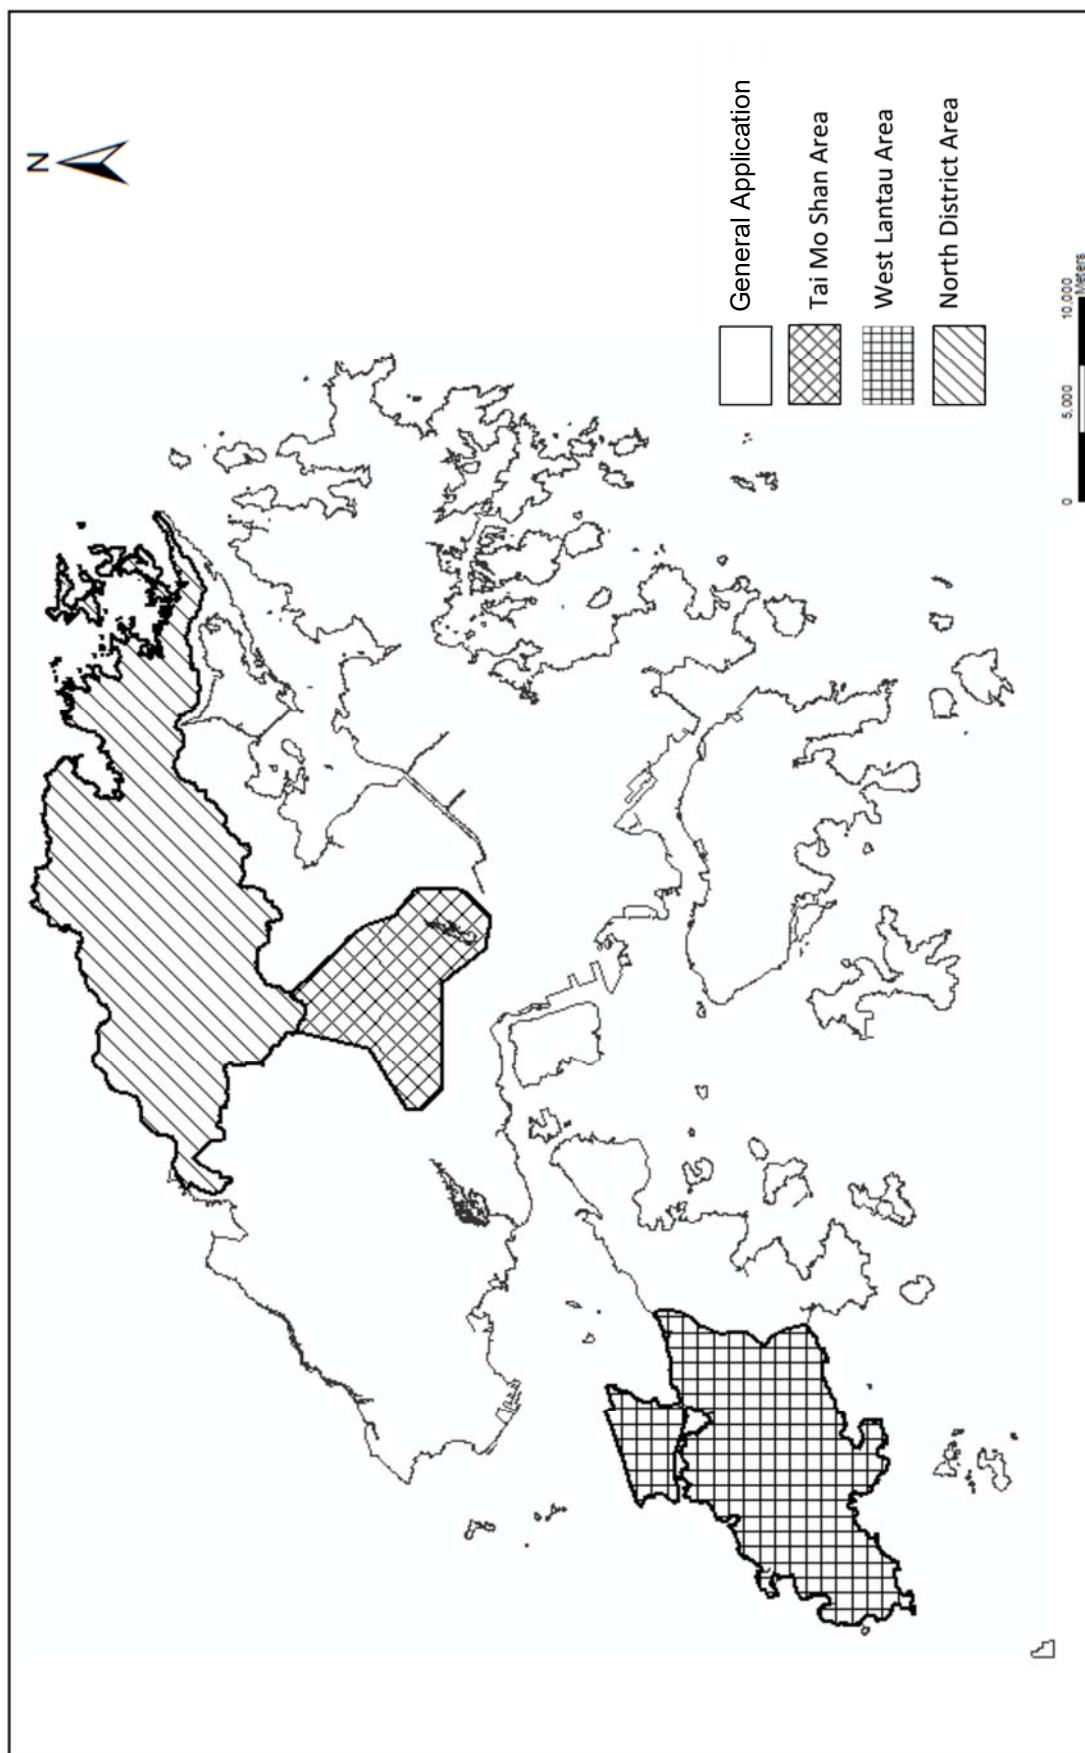 N
General Application
Tai Mo Shan Area
West Lantau Area
North District Area
0 5,000 10,000
Meters